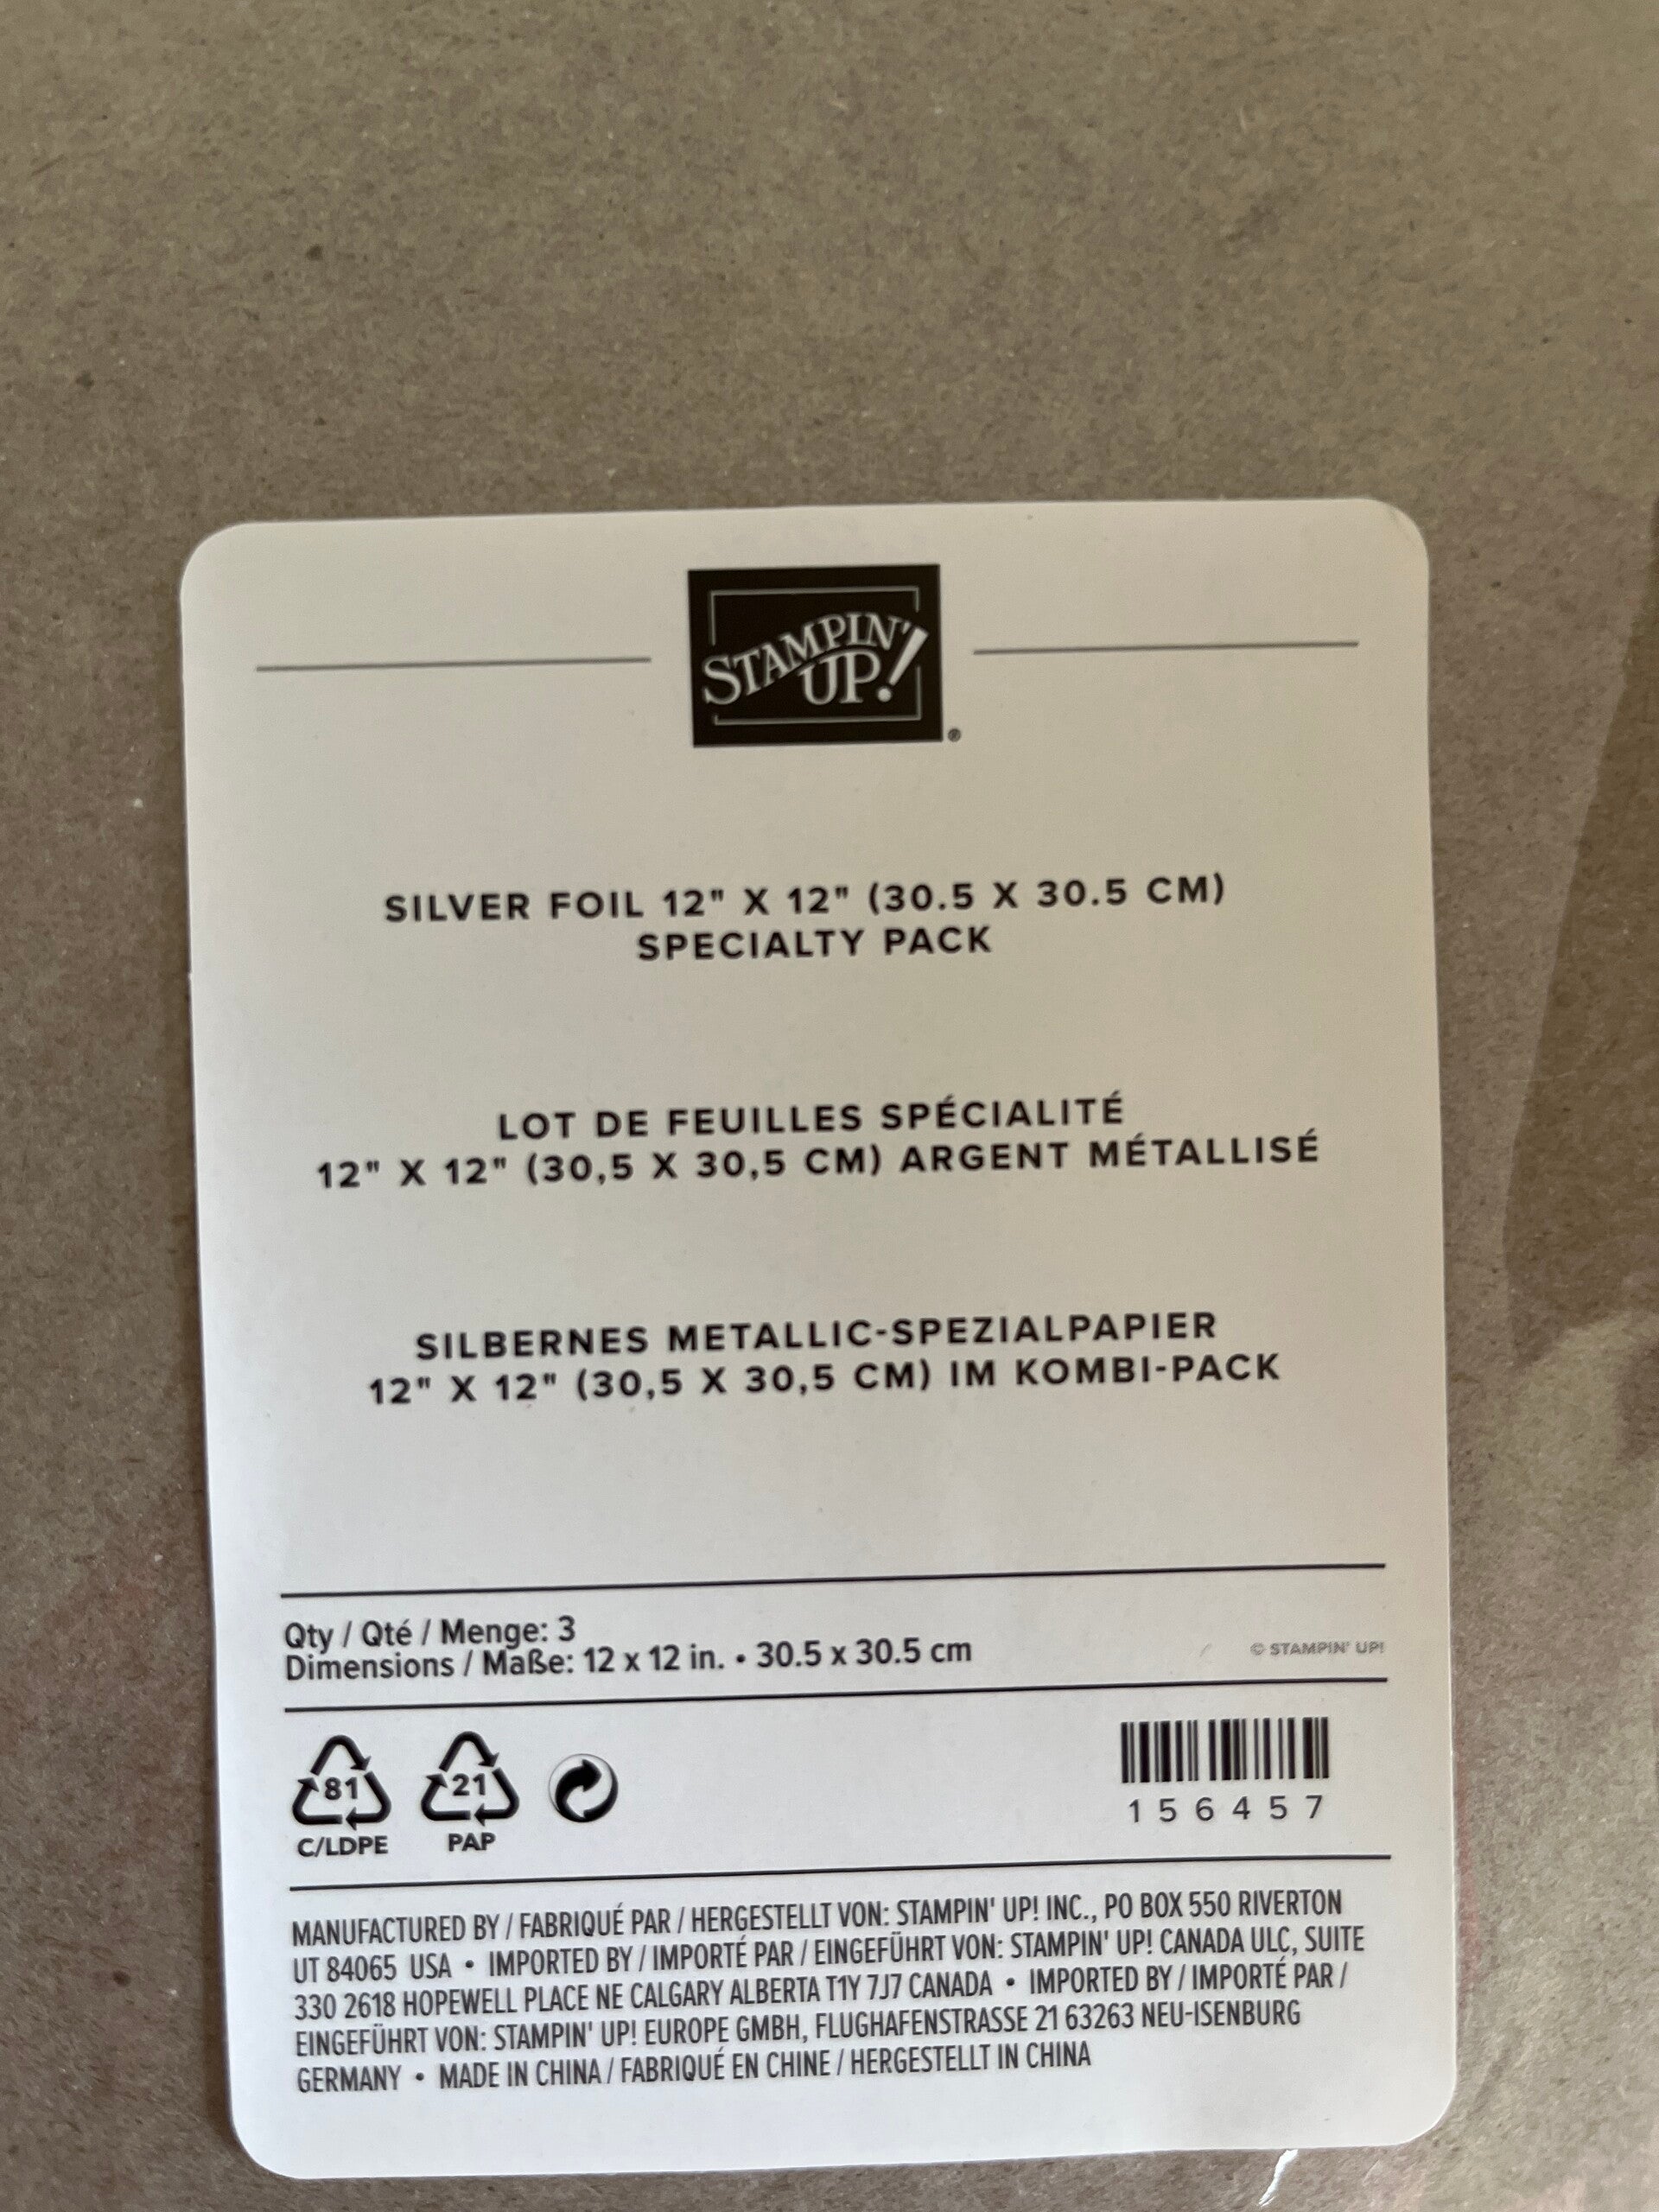 STAMPIN' UP!
®
SILVER FOIL 12" X 12" (30.5 X 30.5 CM)
SPECIALTY PACK
LOT DE FEUILLES SPÉCIALITÉ
12" X 12" (30,5 X 30,5 CM) ARGENT MÉTALLISÉ
SILBERNES METALLIC-SPEZIALPAPIER
12" X 12" (30,5 X 30,5 CM) IM KOMBI-PACK
Qty / Qté / Menge: 3
Dimensions / Maße: 12 x 12 in. • 30.5 x 30.5 cm
© STAMPIN' UP!
81
C/LDPE
21
PAP
156457
MANUFACTURED BY / FABRIQUÉ PAR / HERGESTELLT VON: STAMPIN' UP! INC., PO BOX 550 RIVERTON
UT 84065 USA • IMPORTED BY / IMPORTÉ PAR / EINGEFÜHRT VON: STAMPIN' UP! CANADA ULC, SUITE
330 2618 HOPEWELL PLACE NE CALGARY ALBERTA T1Y 7J7 CANADA • IMPORTED BY / IMPORTÉ PAR /
EINGEFÜHRT VON: STAMPIN' UP! EUROPE GMBH, FLUGHAFENSTRASSE 21 63263 NEU-ISENBURG
GERMANY • MADE IN CHINA / FABRIQUÉ EN CHINE / HERGESTELLT IN CHINA